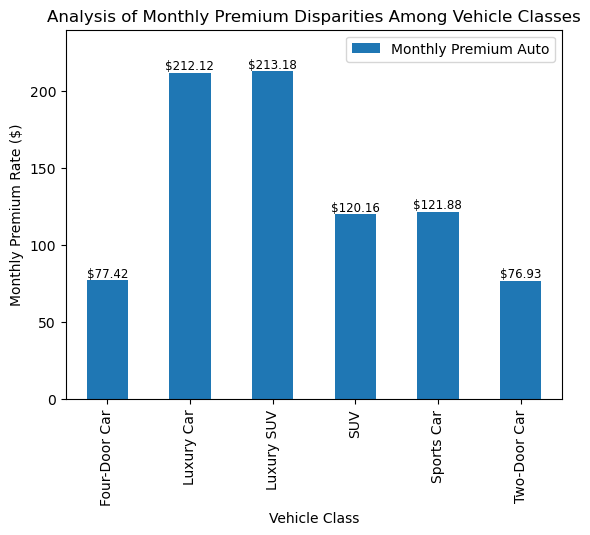 Analysis of Monthly Premium Disparities Among Vehicle Classes
Monthly Premium Auto
Monthly Premium Rate ($)
200
150
100
50
0
$77.42
$212.12
$213.18
$120.16
$121.88
$76.93
Four-Door Car
Luxury Car
Luxury SUV
SUV
Sports Car
Two-Door Car
Vehicle Class